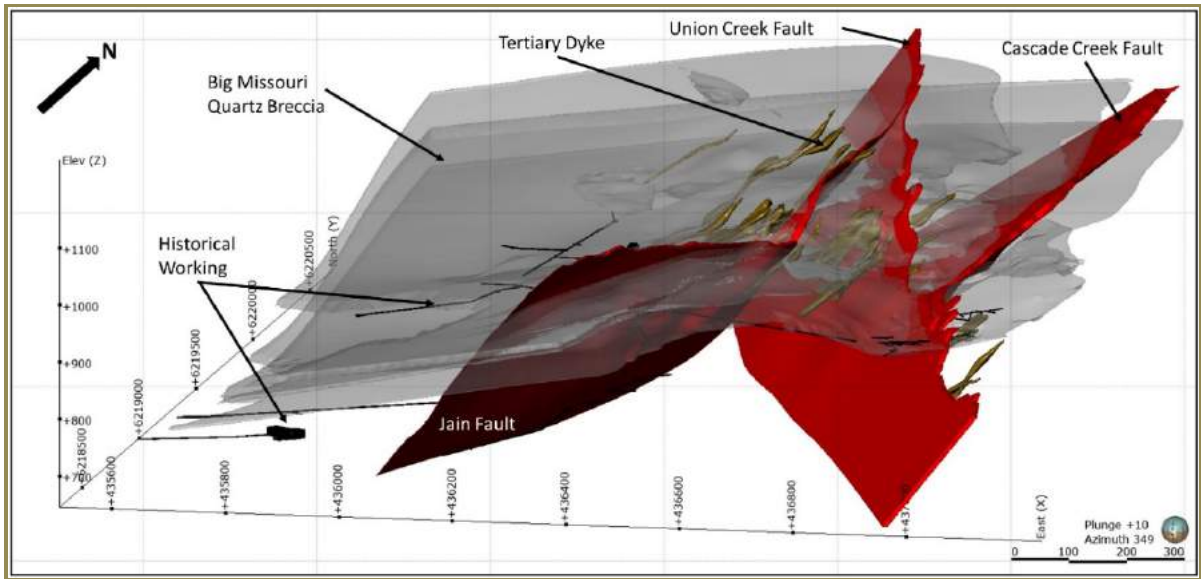 N
Union Creek Fault
Tertiary Dyke
Cascade Creek Fault
Big Missouri
Quartz Breccia
Elev (Z)
+1100
+1000
+900
+800
+700
North (Y)
+6220500
+6220000
+6219500
+6219000
+6218500
Historical
Working
Jain Fault
+435600
+435800
+436000
+436200
+436400
+436600
+436800
East (X)
Plunge +10
Azimuth 349
0 100 200 300